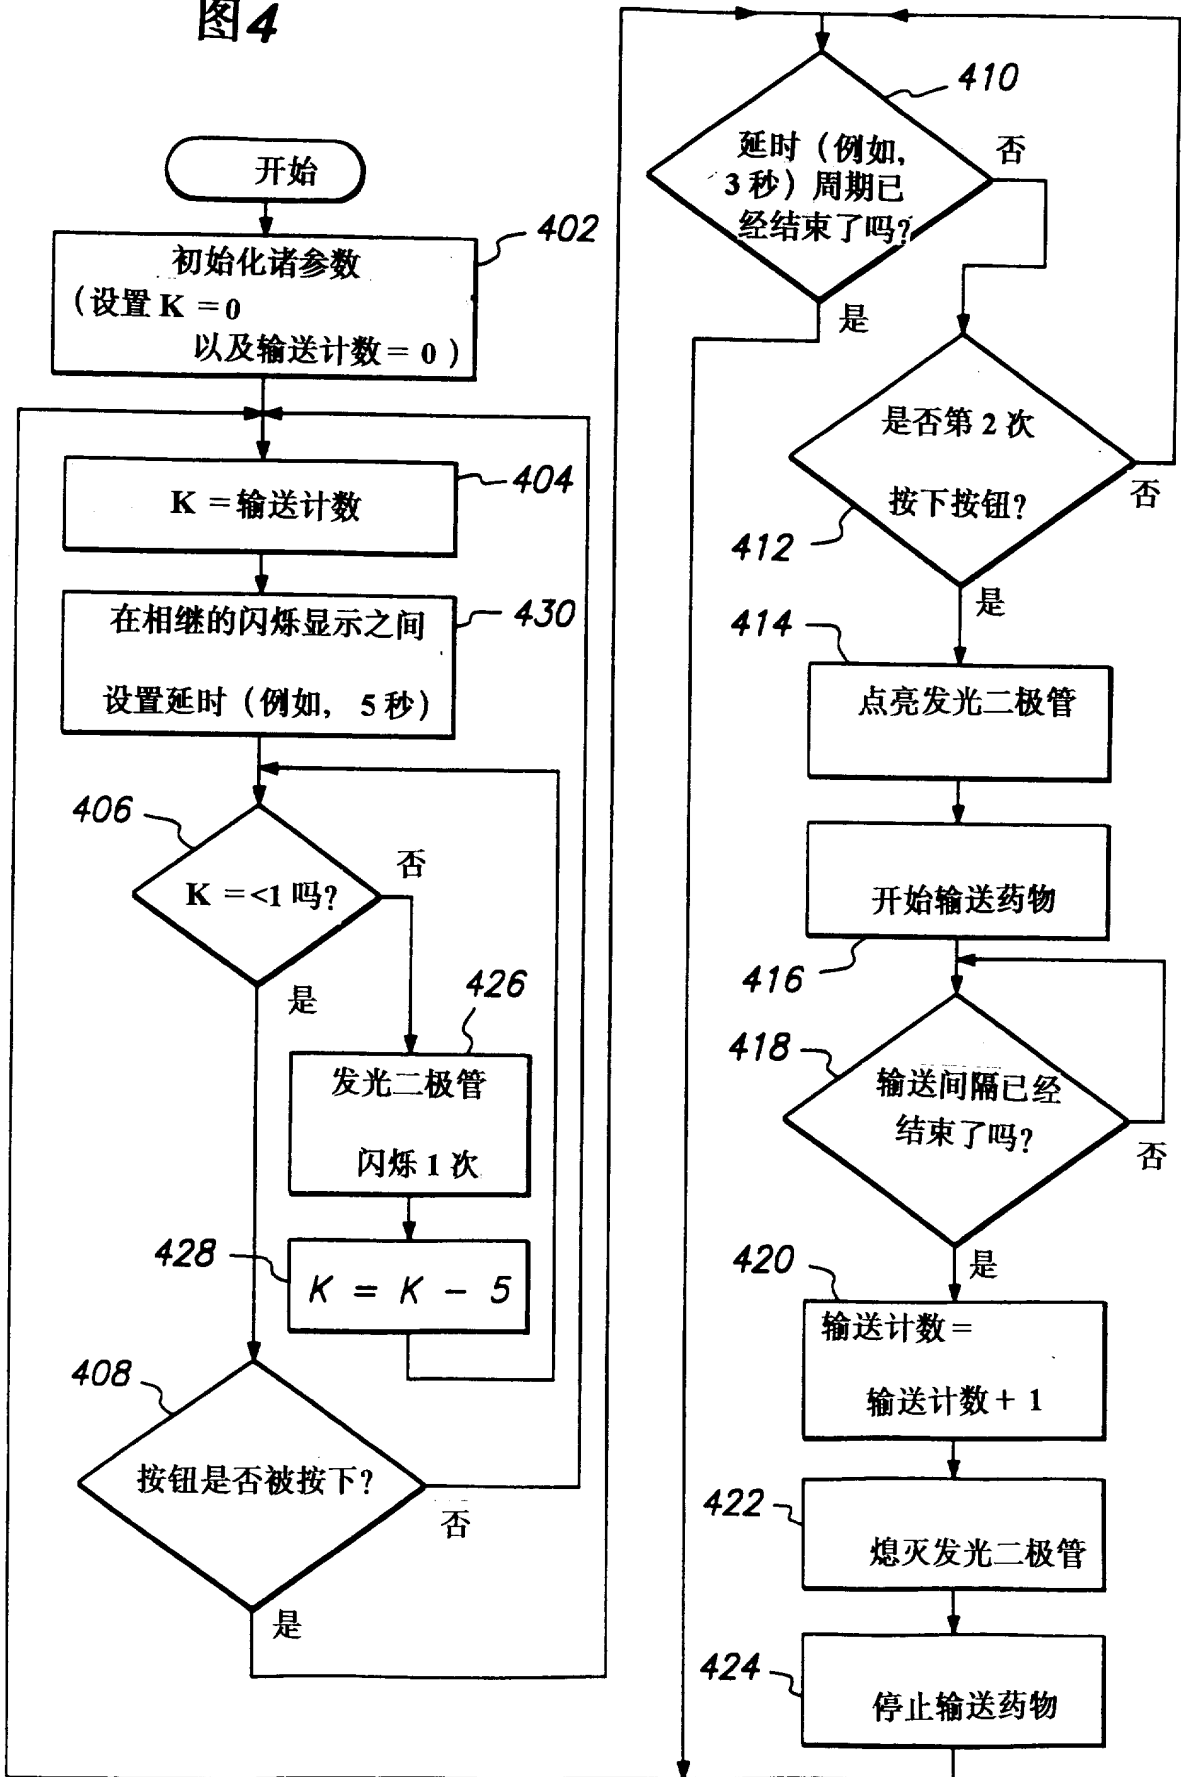 图4
开始
402
初始化诸参数
(设置 K = 0
以及输送计数 = 0 )
404
K = 输送计数
430
在相继的闪烁显示之间
设置延时 (例如, 5 秒)
406
K = <1 吗?
否
是
426
发光二极管
闪烁 1 次
428
K = K - 5
408
按钮是否被按下?
否
是
410
延时 (例如,
3 秒) 周期已
经结束了吗?
否
是
412
是否第 2 次
按下按钮?
否
是
414
点亮发光二极管
416
开始输送药物
418
输送间隔已经
结束了吗?
否
是
420
输送计数 =
输送计数 + 1
422
熄灭发光二极管
424
停止输送药物